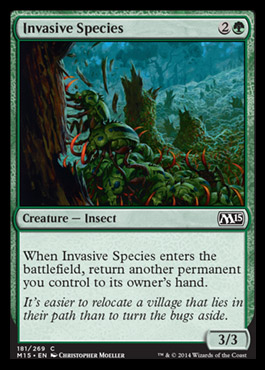 Invasive Species 2
Creature — Insect M15
When Invasive Species enters the
battlefield, return another permanent
you control to its owner's hand.
It's easier to relocate a village that lies in
their path than to turn the bugs aside.
3/3
181/269 C
M15 • EN Christopher Moeller ™ & © 2014 Wizards of the Coast